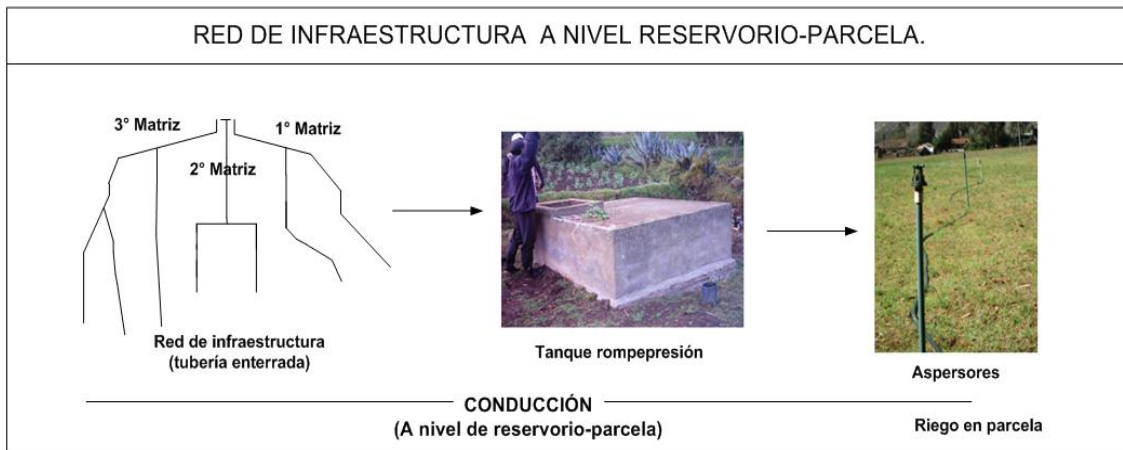 RED DE INFRAESTRUCTURA A NIVEL RESERVORIO-PARCELA.
3° Matriz
1° Matriz
2° Matriz
Red de infraestructura
(tubería enterrada)
Tanque rompepresión
Aspersores
CONDUCCIÓN
(A nivel de reservorio-parcela)
Riego en parcela